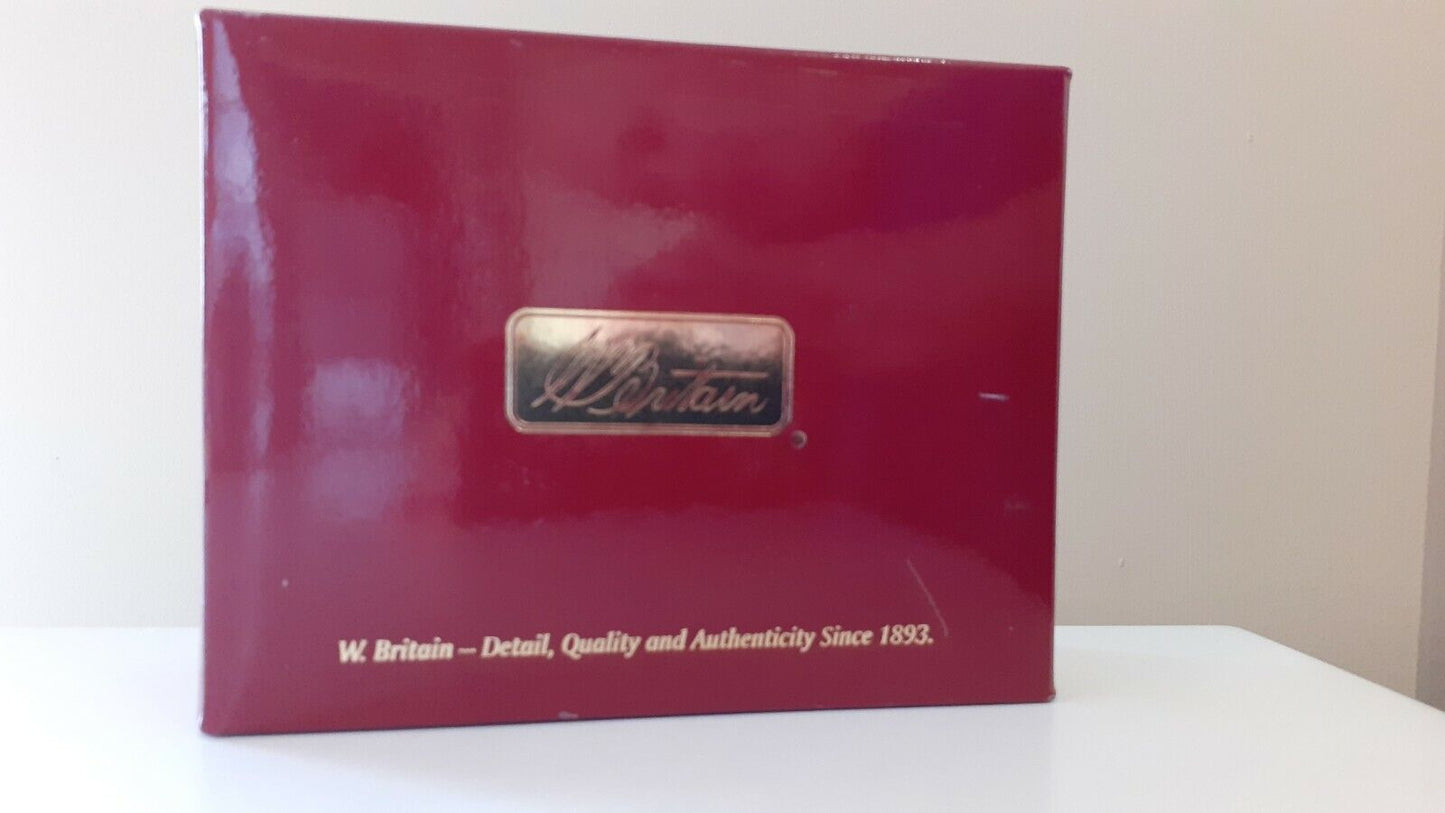 W Britain
W. Britain — Detail, Quality and Authenticity Since 1893.